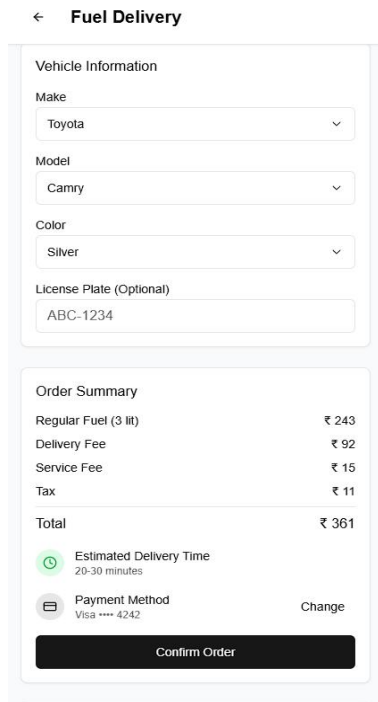 Fuel Delivery
Vehicle Information
Make
Toyota
Model
Camry
Color
Silver
License Plate (Optional)
ABC-1234
Order Summary
Regular Fuel (3 lit) ₹ 243
Delivery Fee ₹ 92
Service Fee ₹ 15
Tax ₹ 11
Total ₹ 361
Estimated Delivery Time
20-30 minutes
Payment Method
Visa •••• 4242
Change
Confirm Order